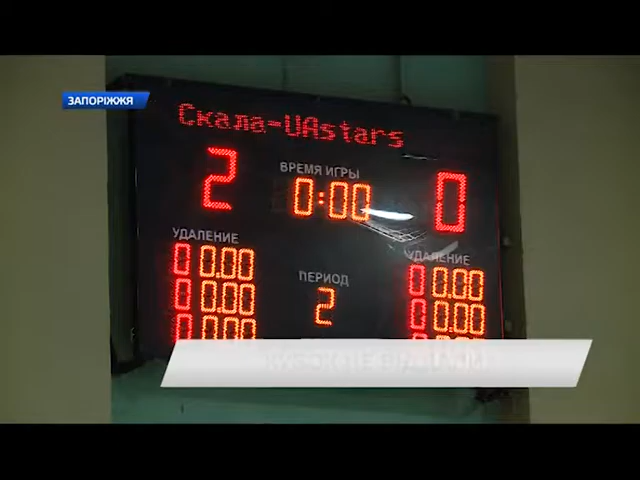 ЗАПОРІЖЖЯ
Скала-UAstars
2 ВРЕМЯ ИГРЫ 0
0:00
УДАЛЕНИЕ УДАЛЕНИЕ
0 0.00 0 0.00
ПЕРИОД
0 0.00 2 0 0.00
0 0.00